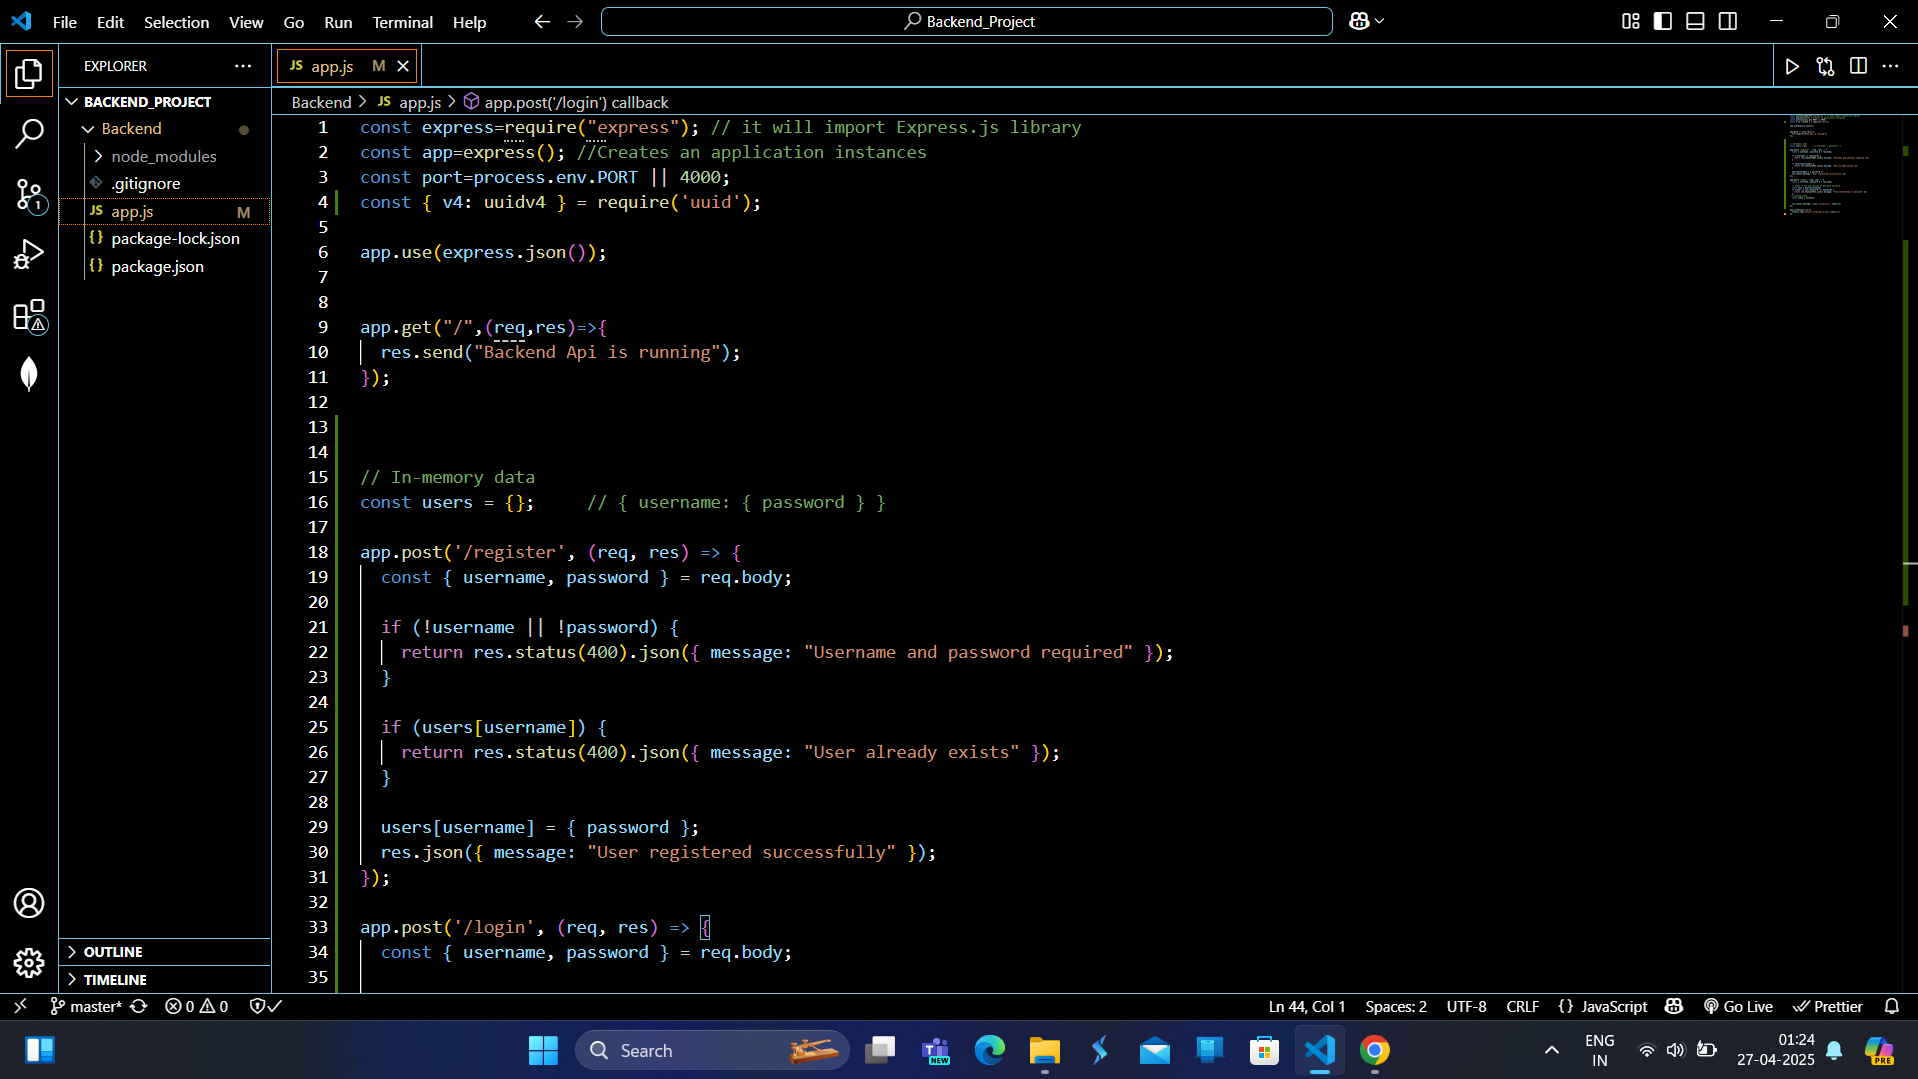 File Edit Selection View Go Run Terminal Help
Backend_Project
EXPLORER
BACKEND_PROJECT
Backend
node_modules
.gitignore
JS app.js M
{} package-lock.json
{} package.json
OUTLINE
TIMELINE
JS app.js M
Backend > JS app.js > app.post('/login') callback
1 const express=require("express"); // it will import Express.js library
2 const app=express(); //Creates an application instances
3 const port=process.env.PORT || 4000;
4 const { v4: uuidv4 } = require('uuid');
5
6 app.use(express.json());
7
8
9 app.get("/",(req,res)=>{
10 res.send("Backend Api is running");
11 });
12
13
14
15 // In-memory data
16 const users = {}; // { username: { password } }
17
18 app.post('/register', (req, res) => {
19 const { username, password } = req.body;
20
21 if (!username || !password) {
22 return res.status(400).json({ message: "Username and password required" });
23 }
24
25 if (users[username]) {
26 return res.status(400).json({ message: "User already exists" });
27 }
28
29 users[username] = { password };
30 res.json({ message: "User registered successfully" });
31 });
32
33 app.post('/login', (req, res) => {
34 const { username, password } = req.body;
35
1
master* 0 0
Ln 44, Col 1 Spaces: 2 UTF-8 CRLF {} JavaScript Go Live Prettier
Search
NEW
ENG
IN
01:24
27-04-2025
PRE